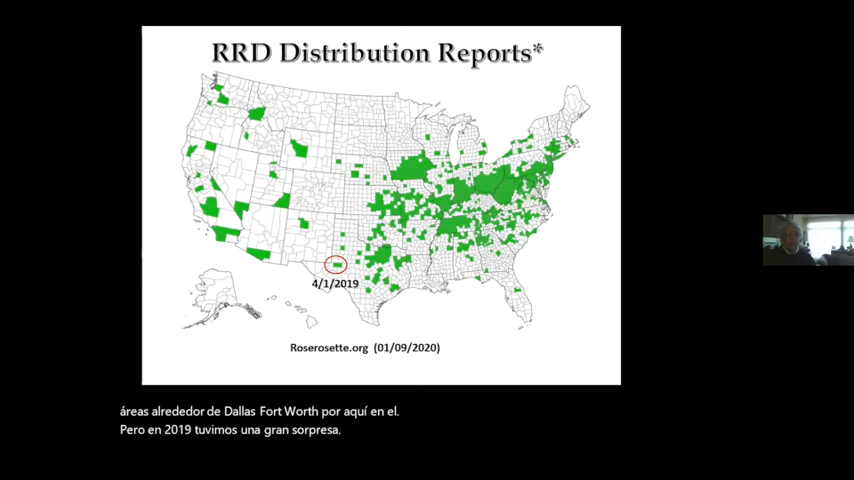 RRD Distribution Reports*
4/1/2019
Roserosette.org (01/09/2020)
áreas alrededor de Dallas Fort Worth por aquí en el.
Pero en 2019 tuvimos una gran sorpresa.